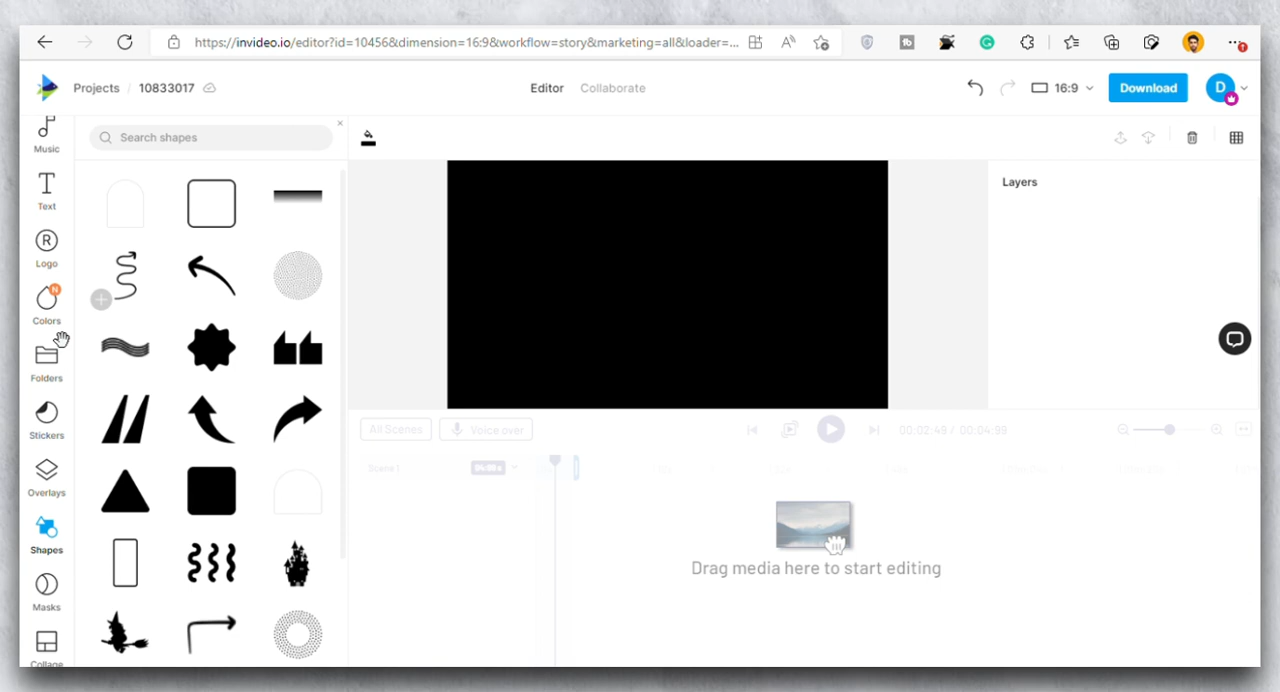 https://invideo.io/editor?id=10456&dimension=16:9&workflow=story&marketing=all&loader=...
Projects / 10833017
Editor
Collaborate
16:9
Download
D
Music
Search shapes
Text
Layers
R
Logo
N
Colors
Folders
Stickers
All Scenes
Voice over
00:02:49 / 00:04:99
Scene 1
Overlays
Drag media here to start editing
Shapes
Masks
Collage